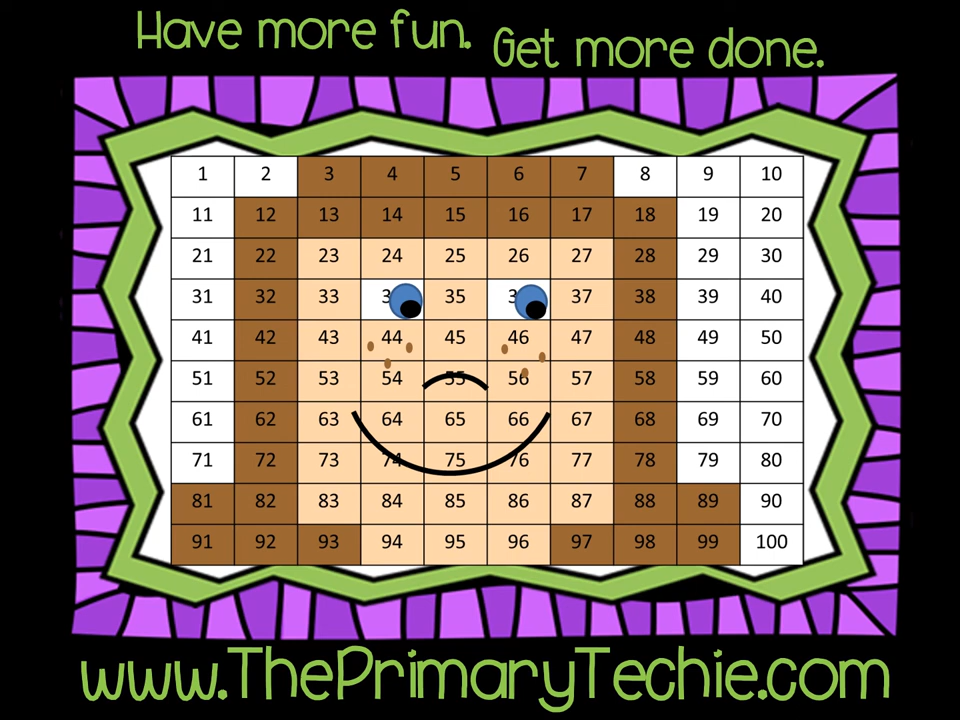 Have more fun. Get more done.
1 2 3 4 5 6 7 8 9 10
11 12 13 14 15 16 17 18 19 20
21 22 23 24 25 26 27 28 29 30
31 32 33 35 37 38 39 40
41 42 43 44 45 46 47 48 49 50
51 52 53 54 55 56 57 58 59 60
61 62 63 64 65 66 67 68 69 70
71 72 73 74 75 76 77 78 79 80
81 82 83 84 85 86 87 88 89 90
91 92 93 94 95 96 97 98 99 100
www.ThePrimaryTechie.com